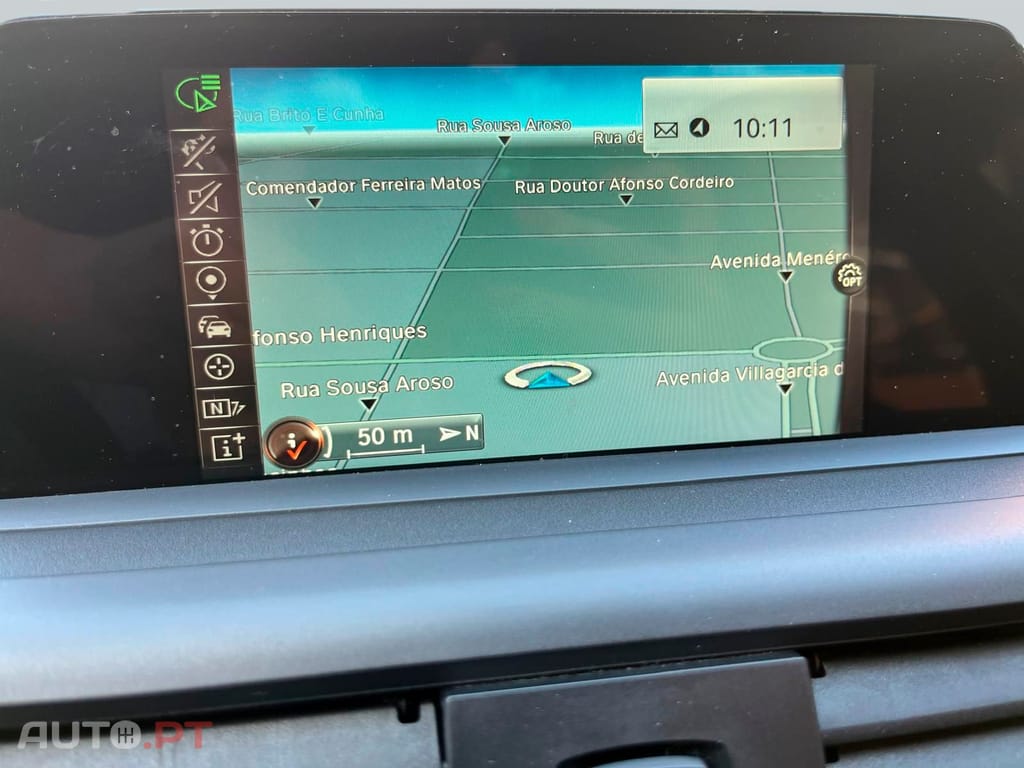 Rua Brito E Cunha
Rua Sousa Aroso
Rua de
10:11
Comendador Ferreira Matos
Rua Doutor Afonso Cordeiro
Avenida Menére
OPT
fonso Henriques
Rua Sousa Aroso
Avenida Villagarcia d
N
i+
50 m
N
AUTO.PT